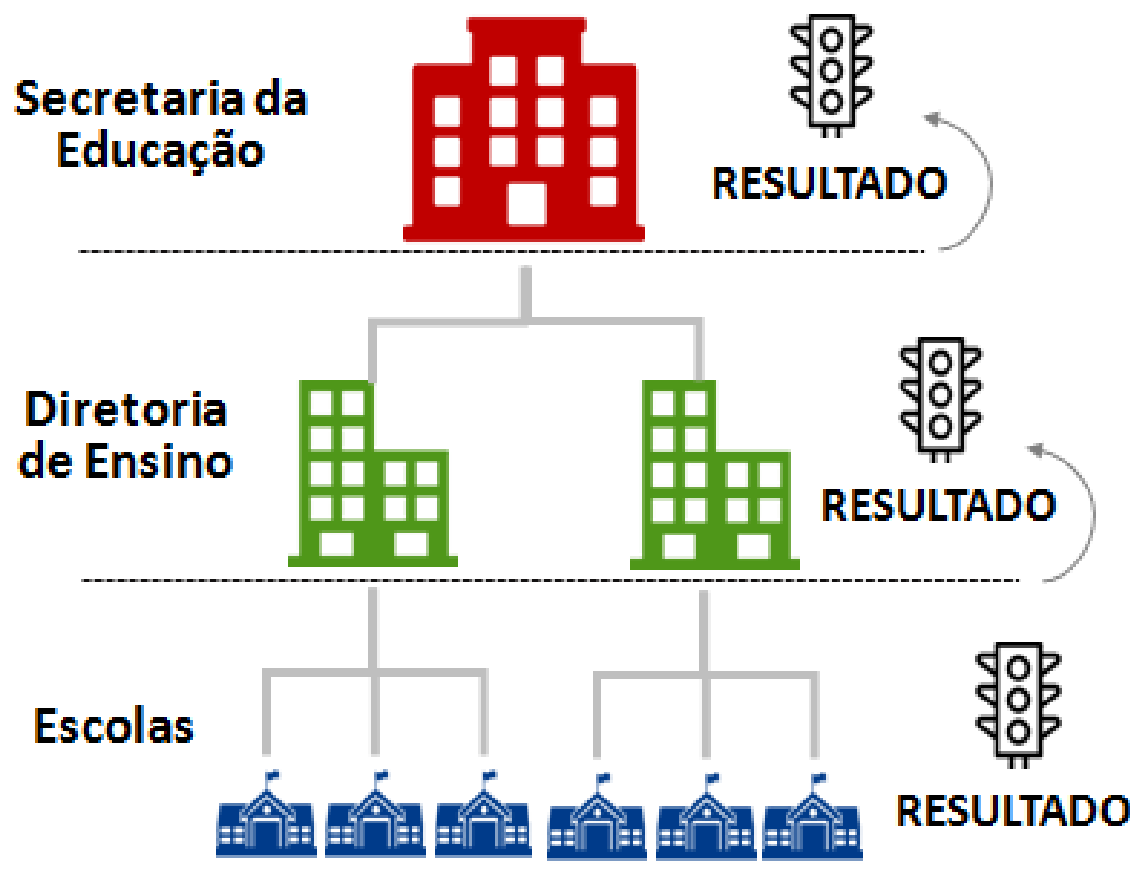 Secretaria da
Educação
RESULTADO
Diretoria
de Ensino
RESULTADO
Escolas
RESULTADO